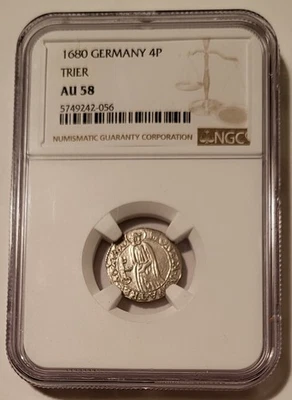 1680 GERMANY 4P
TRIER
AU 58
5749242-056
NUMISMATIC GUARANTY CORPORATION
NGC